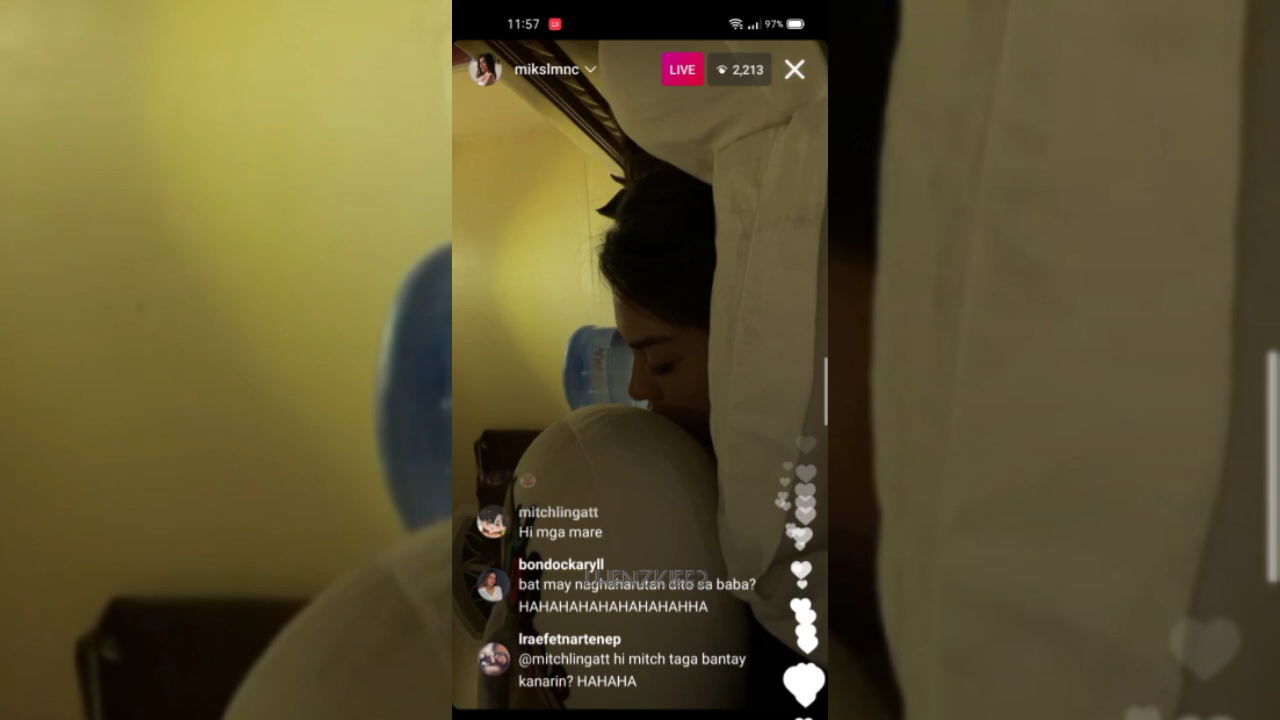 11:57
97%
mikslmnc
LIVE
2,213
mitchlingatt
Hi mga mare
bondockaryll
bat may naghaharutan dito sa baba?
HAHAHAHAHAHAHAHAHHA
lraefetnartenep
@mitchlingatt hi mitch taga bantay
kanarin? HAHAHA